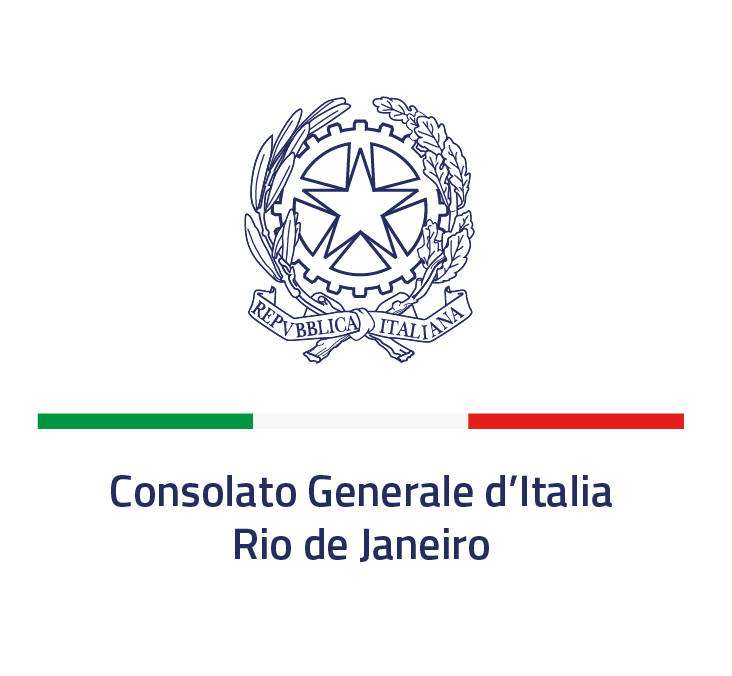 REPVBBLICA ITALIANA
Consolato Generale d’Italia
Rio de Janeiro